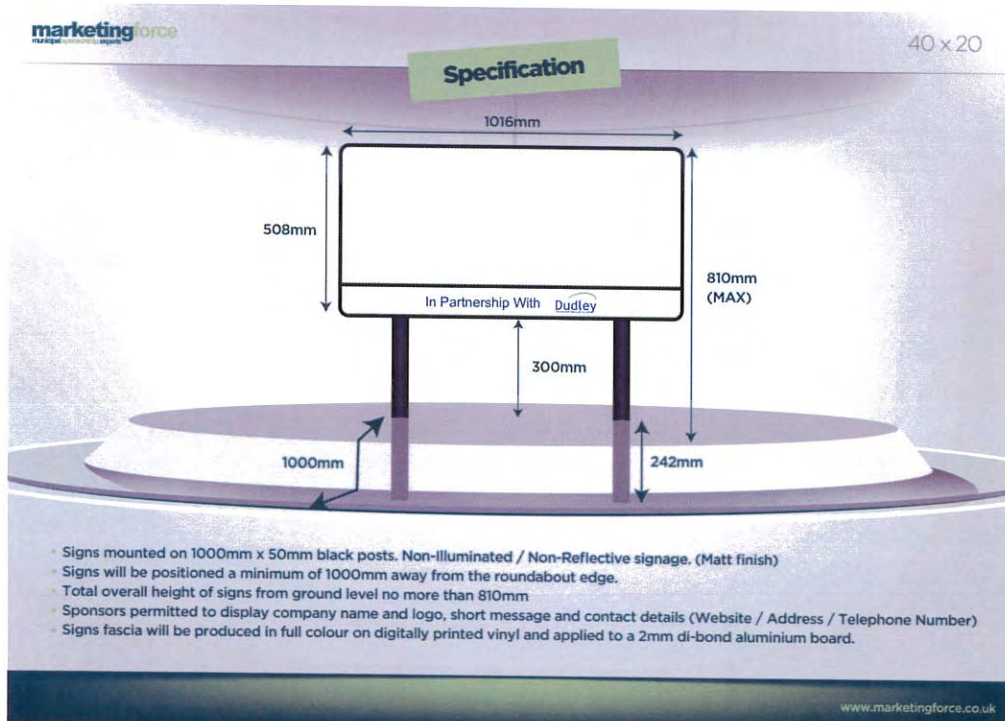 marketingforce
municipal sponsorship experts
40 x 20
Specification
1016mm
508mm
810mm
(MAX)
In Partnership With Dudley
300mm
1000mm
242mm
Signs mounted on 1000mm x 50mm black posts. Non-Illuminated / Non-Reflective signage. (Matt finish)
Signs will be positioned a minimum of 1000mm away from the roundabout edge.
Total overall height of signs from ground level no more than 810mm
Sponsors permitted to display company name and logo, short message and contact details (Website / Address / Telephone Number)
Signs fascia will be produced in full colour on digitally printed vinyl and applied to a 2mm di-bond aluminium board.
www.marketingforce.co.uk